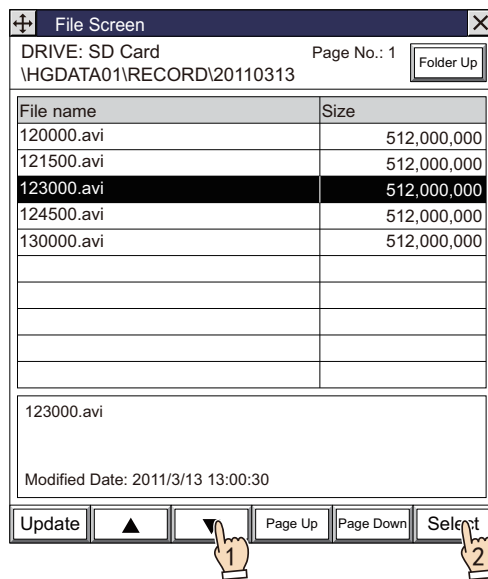 File Screen
DRIVE: SD Card Page No.: 1 Folder Up
\HGDATA01\RECORD\20110313
File name Size
120000.avi 512,000,000
121500.avi 512,000,000
123000.avi 512,000,000
124500.avi 512,000,000
130000.avi 512,000,000
123000.avi
Modified Date: 2011/3/13 13:00:30
Update ▲ ▼ Page Up Page Down Select
1 2